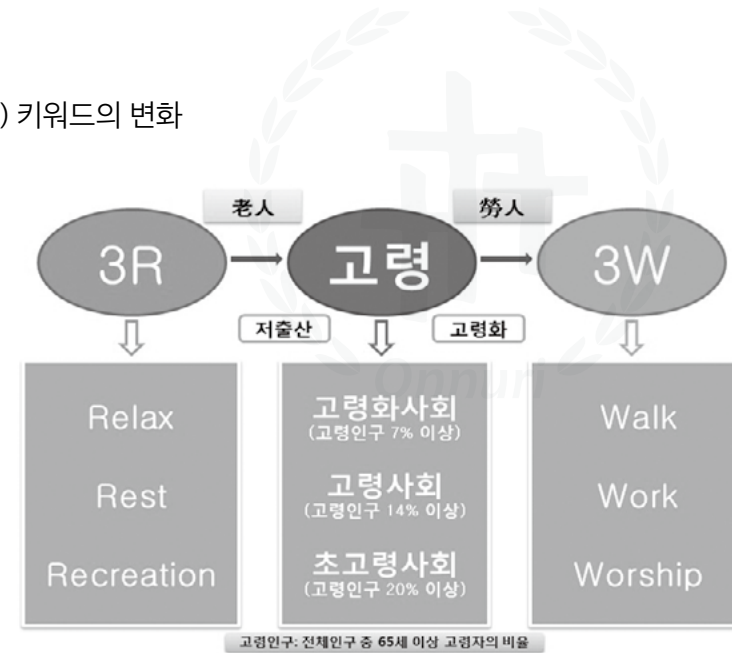 ) 키워드의 변화
老人
勞人
3R
고령
3W
저출산
고령화
Relax
Rest
Recreation
고령화사회
(고령인구 7% 이상)
고령사회
(고령인구 14% 이상)
초고령사회
(고령인구 20% 이상)
Walk
Work
Worship
Onnuri
고령인구: 전체인구 중 65세 이상 고령자의 비율